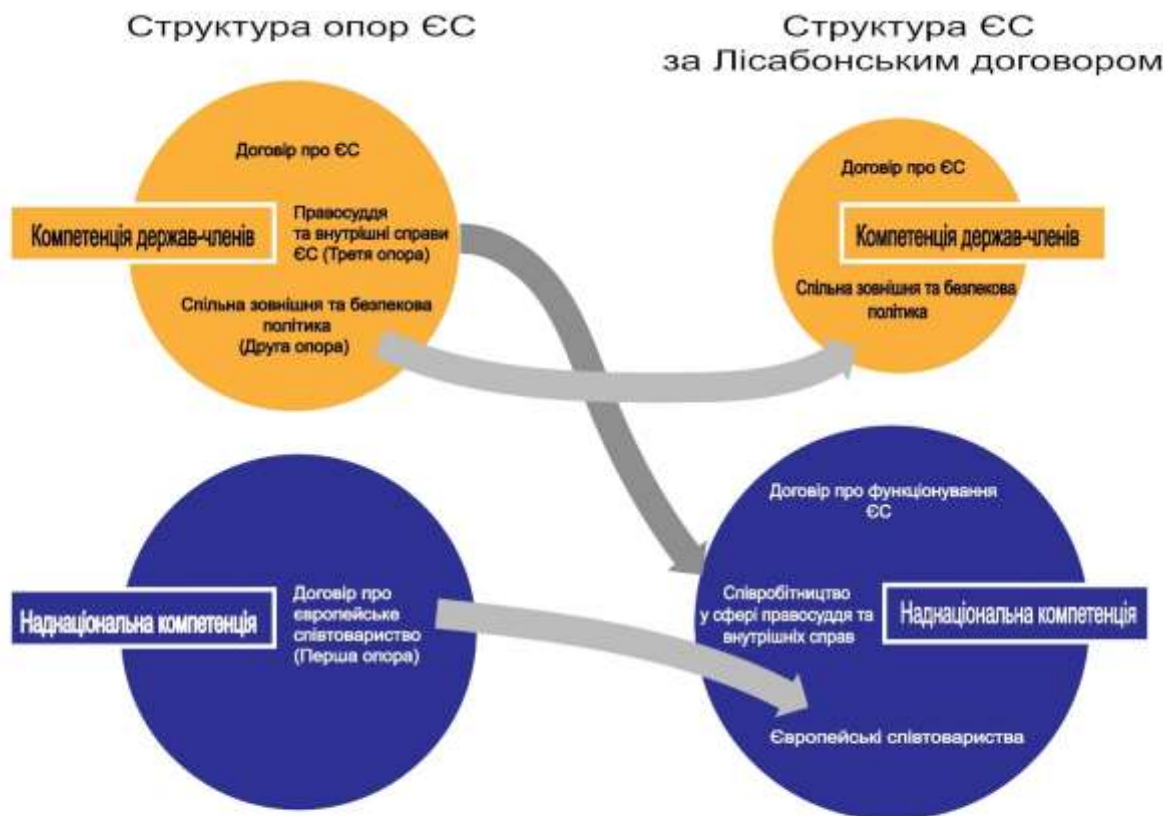 Структура опор ЄС
Структура ЄС
за Лісабонським договором
Договір про ЄС
Компетенція держав-членів
Правосуддя
та внутрішні справи
ЄС (Третя опора)
Спільна зовнішня та безпекова
політика
(Друга опора)
Договір про ЄС
Компетенція держав-членів
Спільна зовнішня та безпекова
політика
Наднаціональна компетенція
Договір про
європейське
співтовариство
(Перша опора)
Договір про функціонування
ЄС
Співробітництво
у сфері правосуддя та
внутрішніх справ
Наднаціональна компетенція
Європейські співтовариства